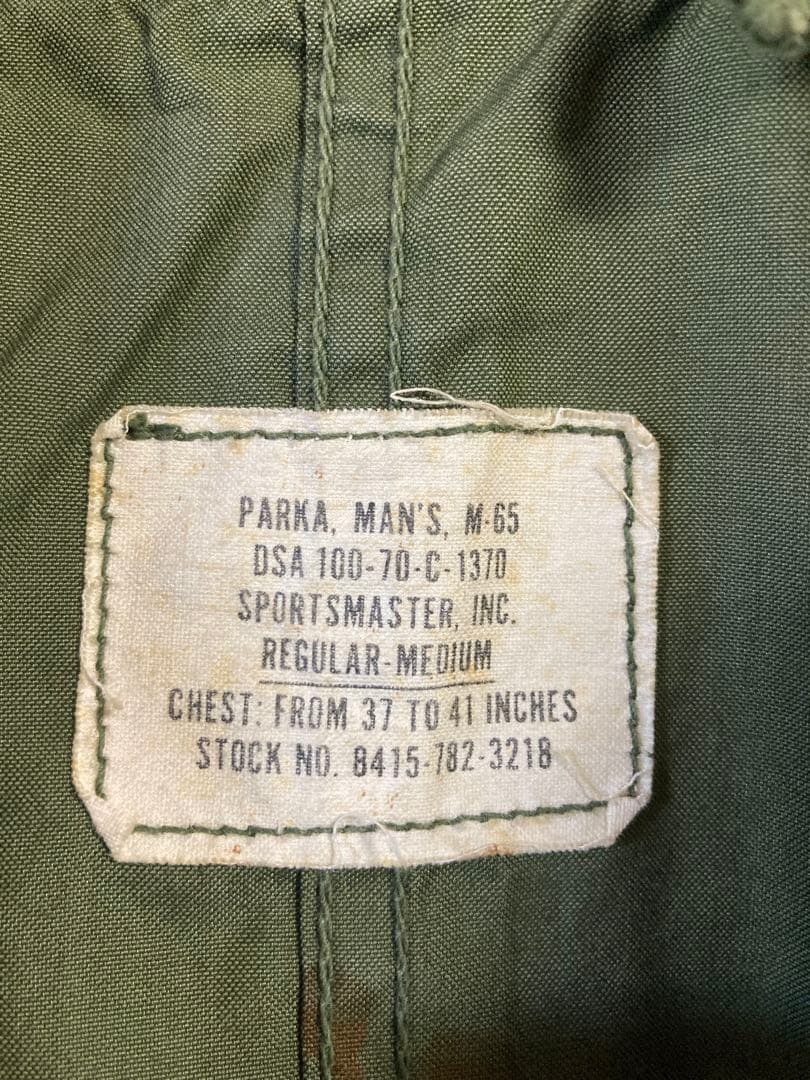 PARKA, MAN'S, M-65
DSA 100-70-C-1370
SPORTSMASTER, INC.
REGULAR-MEDIUM
CHEST: FROM 37 TO 41 INCHES
STOCK NO. 8415-782-3218